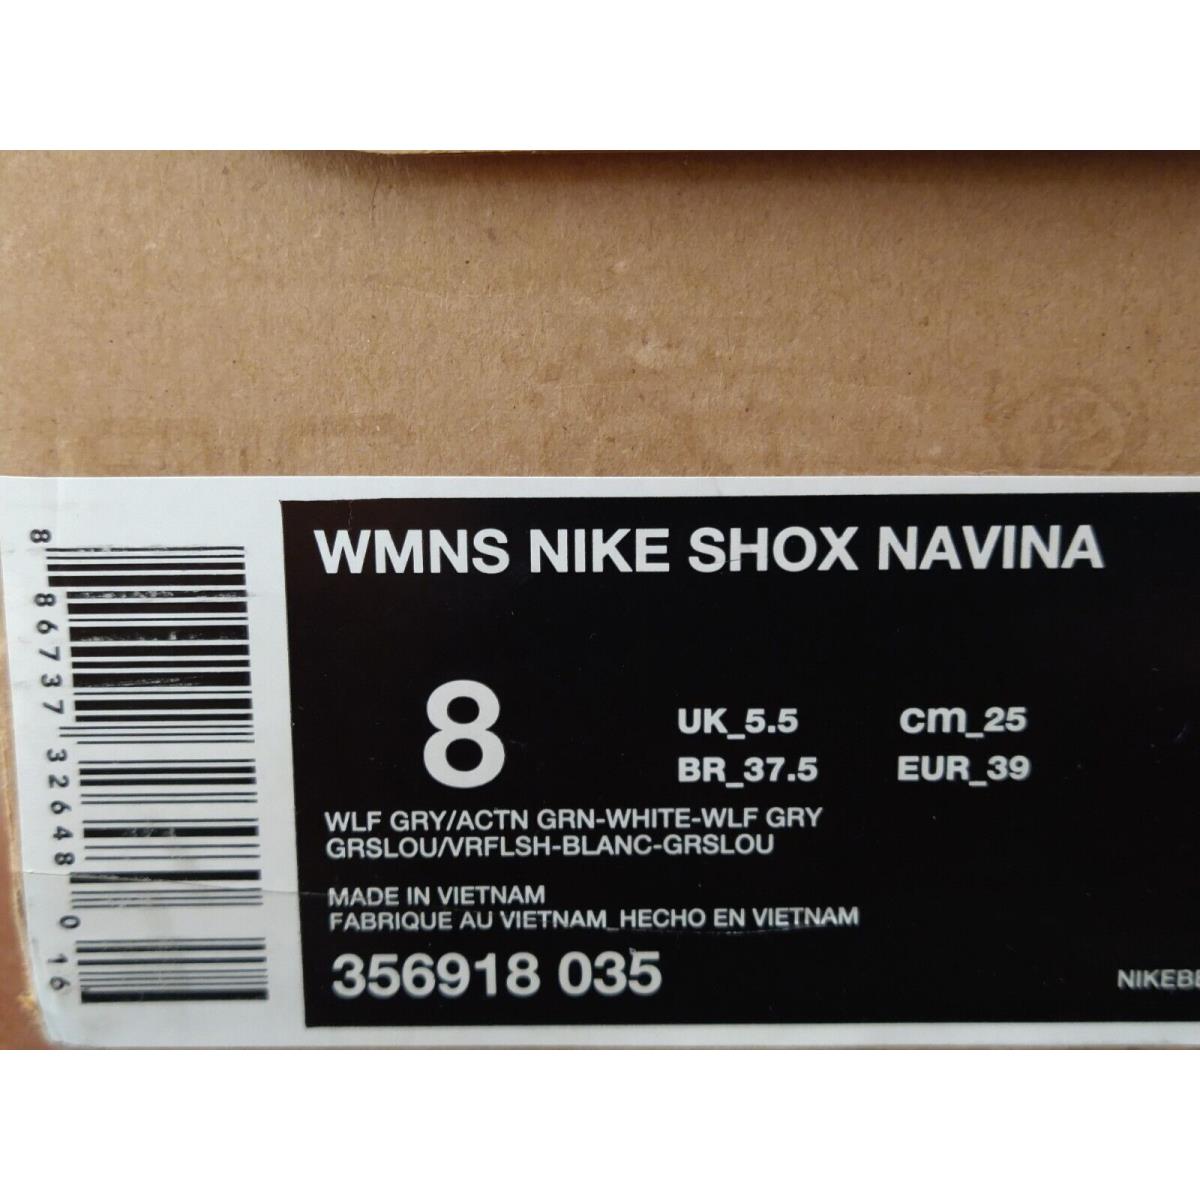 WMNS NIKE SHOX NAVINA
8
UK_5.5 cm_25
BR_37.5 EUR_39
WLF GRY/ACTN GRN-WHITE-WLF GRY
GRSLOU/VRFLSH-BLANC-GRSLOU
MADE IN VIETNAM
FABRIQUE AU VIETNAM_HECHO EN VIETNAM
356918 035
8 86737 32648 0 16